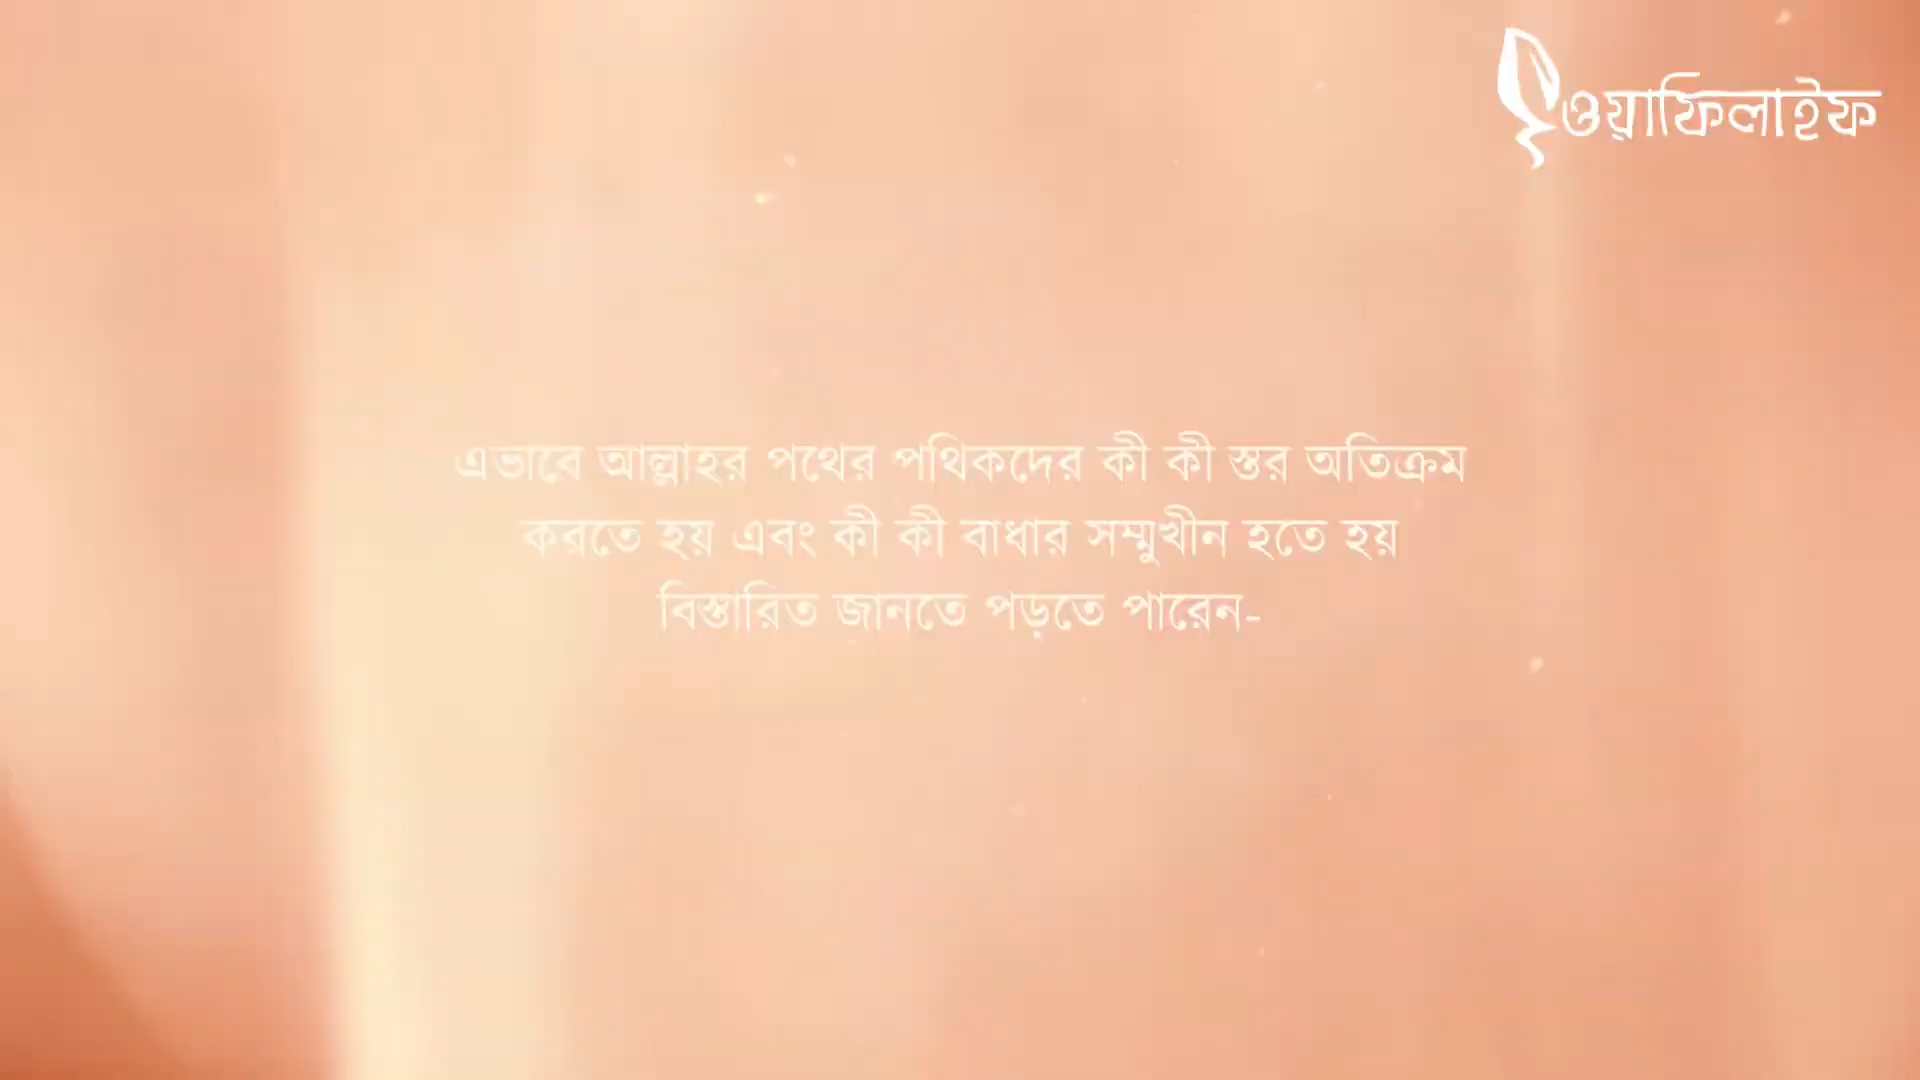 ওয়াফিলাইফ
এভাবে আল্লাহর পথের পথিকদের কী কী স্তর অতিক্রম
করতে হয় এবং কী কী বাধার সম্মুখীন হতে হয়
বিস্তারিত জানতে পড়তে পারেন-